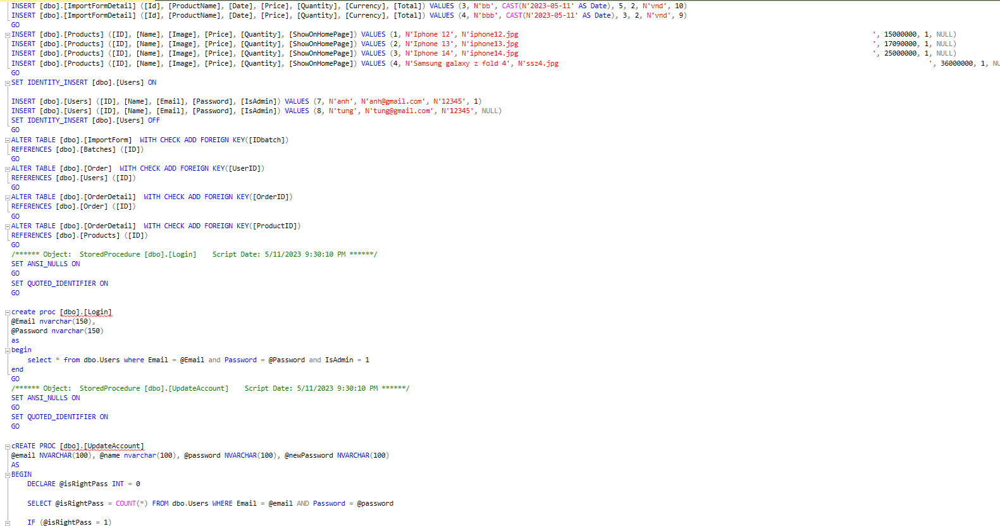 INSERT [dbo].[ImportFormDetail] ([Id], [ProductName], [Date], [Price], [Quantity], [Currency], [Total]) VALUES (3, N'bb', CAST(N'2023-05-11' AS Date), 5, 2, N'vnd', 10)
INSERT [dbo].[ImportFormDetail] ([Id], [ProductName], [Date], [Price], [Quantity], [Currency], [Total]) VALUES (4, N'bbb', CAST(N'2023-05-11' AS Date), 3, 2, N'vnd', 9)
GO
INSERT [dbo].[Products] ([ID], [Name], [Image], [Price], [Quantity], [ShowOnHomePage]) VALUES (1, N'Iphone 12', N'iphone12.jpg ', 15000000, 1, NULL)
INSERT [dbo].[Products] ([ID], [Name], [Image], [Price], [Quantity], [ShowOnHomePage]) VALUES (2, N'Iphone 13', N'iphone13.jpg ', 17090000, 1, NULL)
INSERT [dbo].[Products] ([ID], [Name], [Image], [Price], [Quantity], [ShowOnHomePage]) VALUES (3, N'Iphone 14', N'iphone14.jpg ', 25000000, 1, NULL)
INSERT [dbo].[Products] ([ID], [Name], [Image], [Price], [Quantity], [ShowOnHomePage]) VALUES (4, N'Samsung galaxy z fold 4', N'ssz4.jpg ', 36000000, 1, NU
GO
SET IDENTITY_INSERT [dbo].[Users] ON
INSERT [dbo].[Users] ([ID], [Name], [Email], [Password], [IsAdmin]) VALUES (7, N'anh', N'anh@gmail.com', N'12345', 1)
INSERT [dbo].[Users] ([ID], [Name], [Email], [Password], [IsAdmin]) VALUES (8, N'tung', N'tung@gmail.com', N'12345', NULL)
SET IDENTITY_INSERT [dbo].[Users] OFF
GO
ALTER TABLE [dbo].[ImportForm]  WITH CHECK ADD FOREIGN KEY([IDbatch])
REFERENCES [dbo].[Batches] ([ID])
GO
ALTER TABLE [dbo].[Order]  WITH CHECK ADD FOREIGN KEY([UserID])
REFERENCES [dbo].[Users] ([ID])
GO
ALTER TABLE [dbo].[OrderDetail]  WITH CHECK ADD FOREIGN KEY([OrderID])
REFERENCES [dbo].[Order] ([ID])
GO
ALTER TABLE [dbo].[OrderDetail]  WITH CHECK ADD FOREIGN KEY([ProductID])
REFERENCES [dbo].[Products] ([ID])
GO
/****** Object:  StoredProcedure [dbo].[Login]    Script Date: 5/11/2023 9:30:10 PM ******/
SET ANSI_NULLS ON
GO
SET QUOTED_IDENTIFIER ON
GO
create proc [dbo].[Login]
@Email nvarchar(150),
@Password nvarchar(150)
as
begin
select * from dbo.Users where Email = @Email and Password = @Password and IsAdmin = 1
end
GO
/****** Object:  StoredProcedure [dbo].[UpdateAccount]    Script Date: 5/11/2023 9:30:10 PM ******/
SET ANSI_NULLS ON
GO
SET QUOTED_IDENTIFIER ON
GO
cREATE PROC [dbo].[UpdateAccount]
@email NVARCHAR(100), @name nvarchar(100), @password NVARCHAR(100), @newPassword NVARCHAR(100)
AS
BEGIN
DECLARE @isRightPass INT = 0
SELECT @isRightPass = COUNT(*) FROM dbo.Users WHERE Email = @email AND Password = @password
IF (@isRightPass = 1)